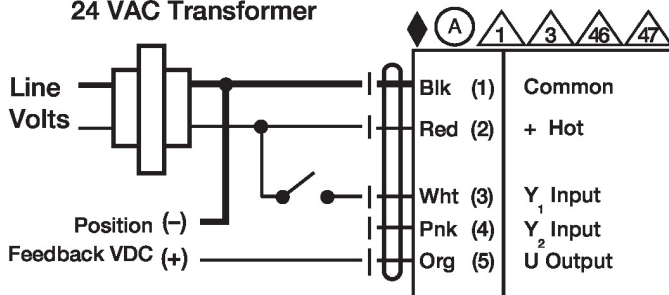 24 VAC Transformer
A 1 3 46 47
Line
Volts
Blk (1) Common
Red (2) + Hot
Wht (3) Y1 Input
Pnk (4) Y2 Input
Org (5) U Output
Position (–)
Feedback VDC (+)